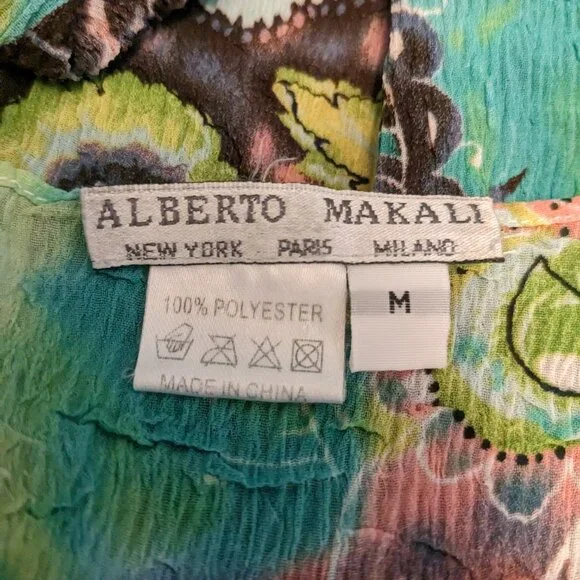 ALBERTO MAKALI
NEW YORK PARIS MILANO
M
100% POLYESTER
MADE IN CHINA